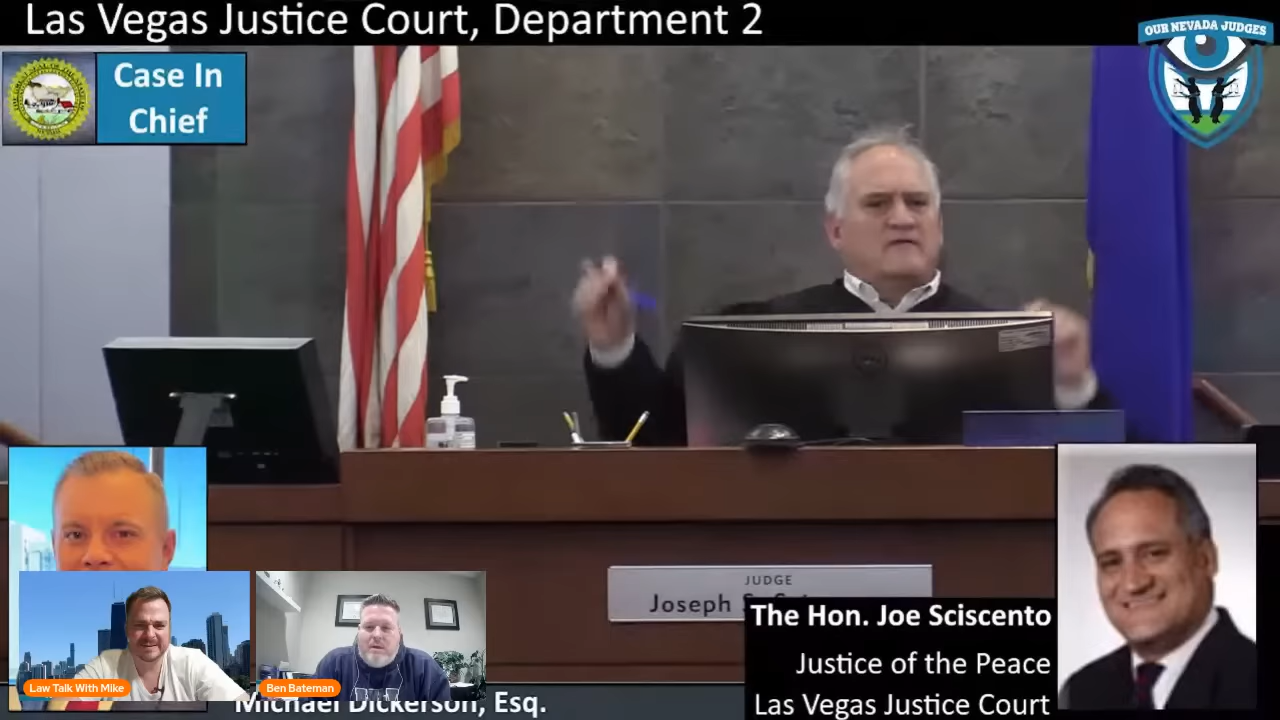 Las Vegas Justice Court, Department 2
OUR NEVADA JUDGES
Case In
Chief
JUDGE
Joseph S.
The Hon. Joe Sciscento
Justice of the Peace
Las Vegas Justice Court
Law Talk With Mike
Ben Bateman
Michael Dickerson, Esq.